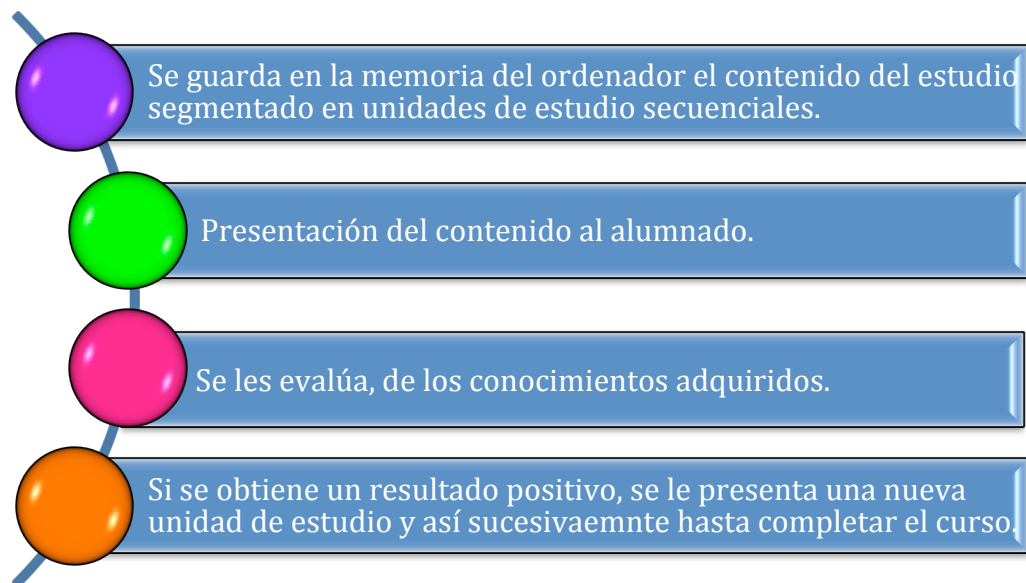 Se guarda en la memoria del ordenador el contenido del estudio
segmentado en unidades de estudio secuenciales.
Presentación del contenido al alumnado.
Se les evalúa, de los conocimientos adquiridos.
Si se obtiene un resultado positivo, se le presenta una nueva
unidad de estudio y así sucesivaemnte hasta completar el curso.